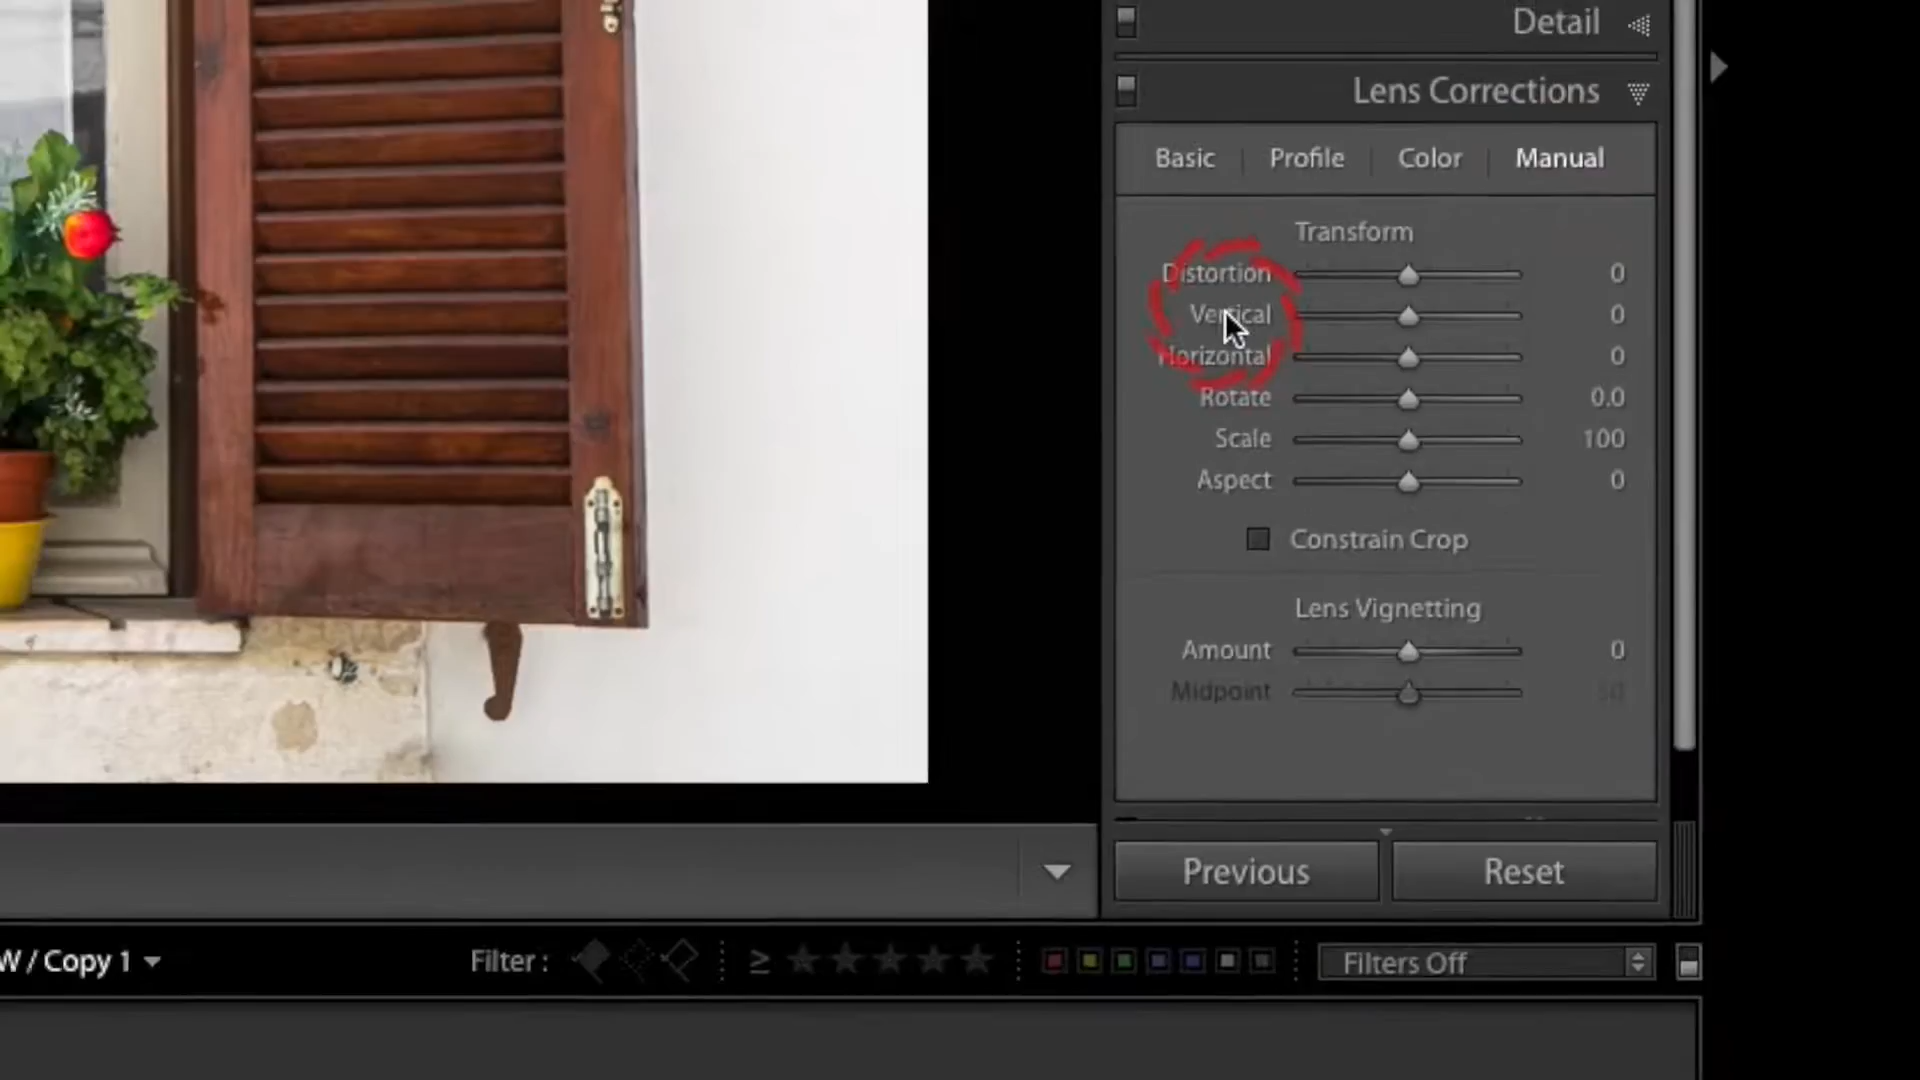 Detail
Lens Corrections
Basic Profile Color Manual
Transform
Distortion 0
Vertical 0
Horizontal 0
Rotate 0.0
Scale 100
Aspect 0
Constrain Crop
Lens Vignetting
Amount 0
Midpoint
Previous Reset
W / Copy 1 Filter : ≥ Filters Off